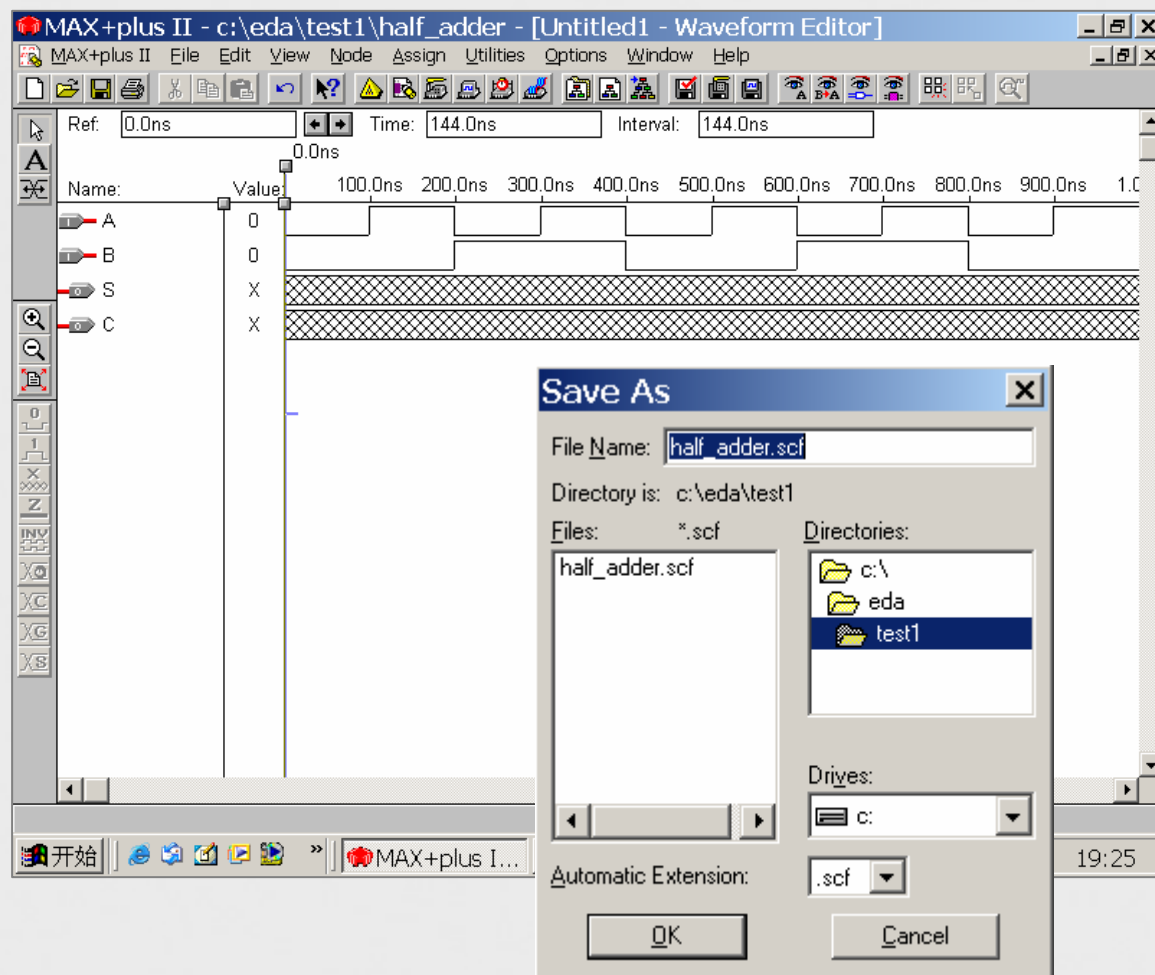 MAX+plus II - c:\eda\test1\half_adder - [Untitled1 - Waveform Editor]
MAX+plus II File Edit View Node Assign Utilities Options Window Help
Ref: 0.0ns Time: 144.0ns Interval: 144.0ns
0.0ns
Name: Value: 100.0ns 200.0ns 300.0ns 400.0ns 500.0ns 600.0ns 700.0ns 800.0ns 900.0ns 1.0
A 0
B 0
S X
C X
Save As
File Name: half_adder.scf
Directory is: c:\eda\test1
Files: *.scf Directories:
half_adder.scf
c:\
eda
test1
Drives:
c:
Automatic Extension: .scf
OK Cancel
开始 » MAX+plus I... 19:25